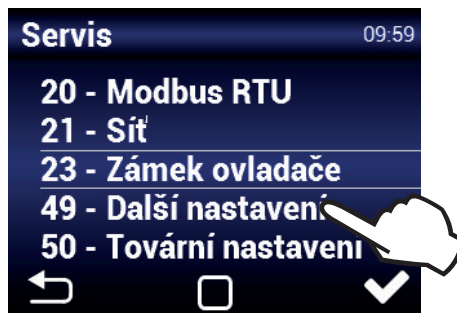 Servis 09:59
20 - Modbus RTU
21 - Síť
23 - Zámek ovladače
49 - Další nastavení
50 - Tovární nastavení